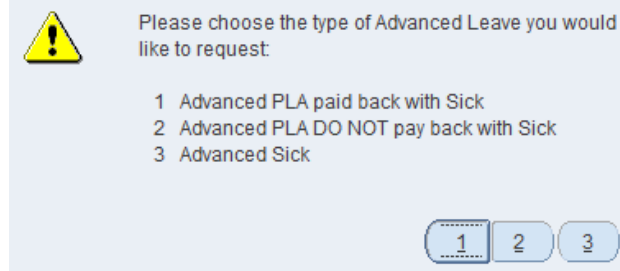 Please choose the type of Advanced Leave you would
like to request:
1 Advanced PLA paid back with Sick
2 Advanced PLA DO NOT pay back with Sick
3 Advanced Sick
1 2 3